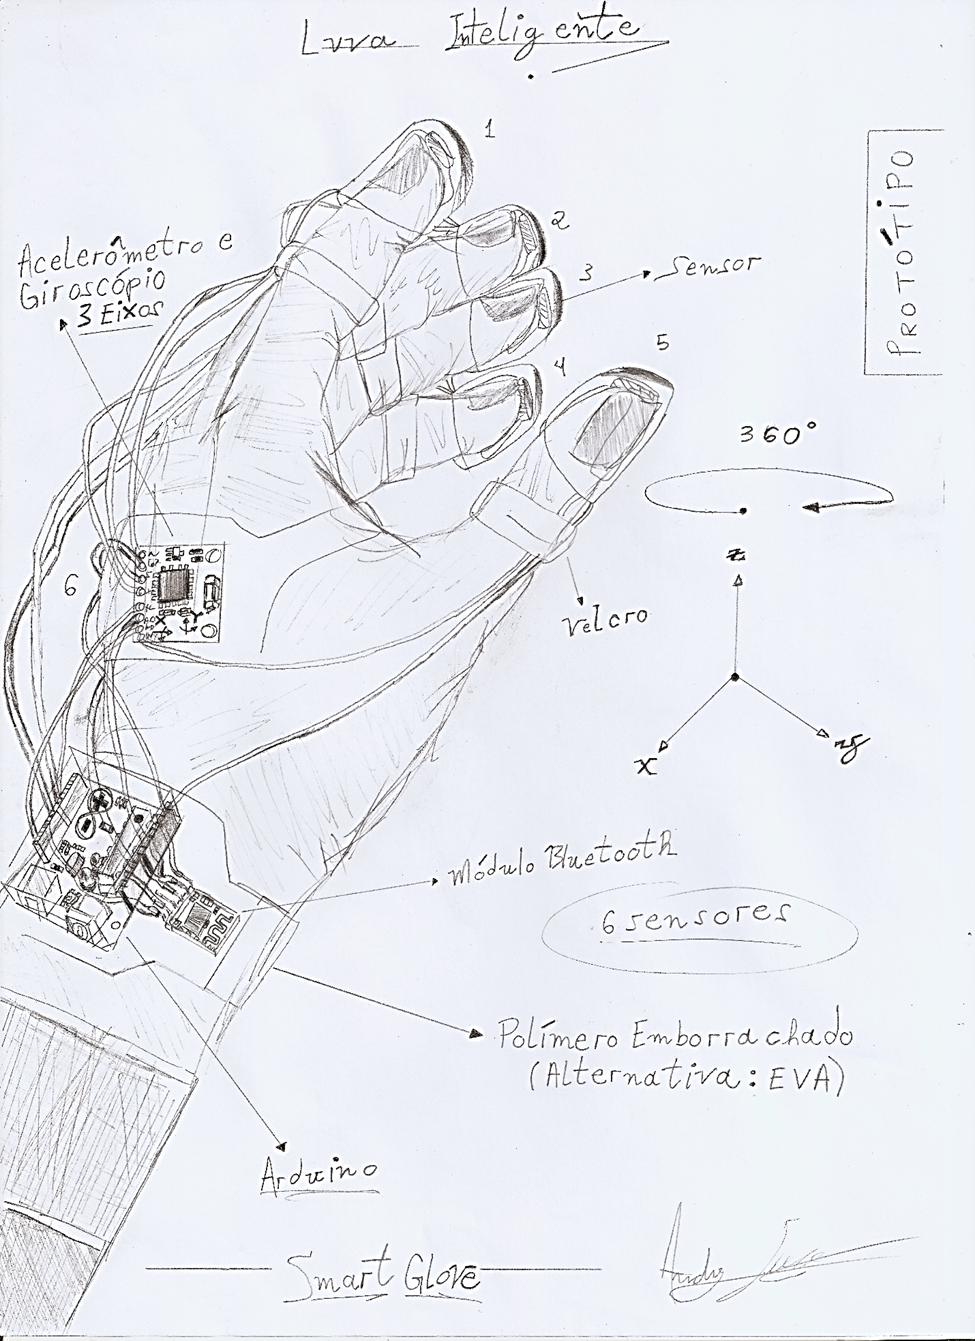 Luva Inteligente
1
2
3
Sensor
4
5
PROTÓTIPO
Acelerômetro e
Giroscópio
3 Eixos
360°
z
x
y
6
velcro
Módulo Bluetooth
6 sensores
Polímero Emborrachado
(Alternativa: EVA)
Arduino
Smart Glove